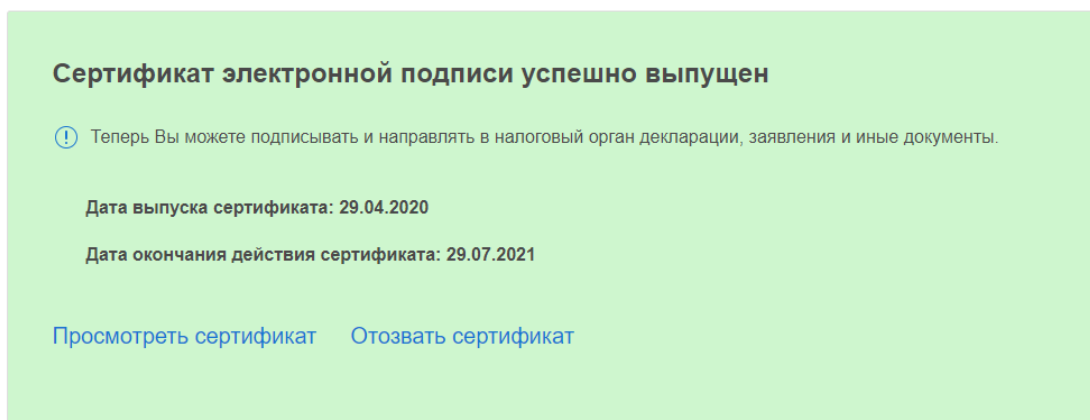 Сертификат электронной подписи успешно выпущен
Теперь Вы можете подписывать и направлять в налоговый орган декларации, заявления и иные документы.
Дата выпуска сертификата: 29.04.2020
Дата окончания действия сертификата: 29.07.2021
Просмотреть сертификат Отозвать сертификат